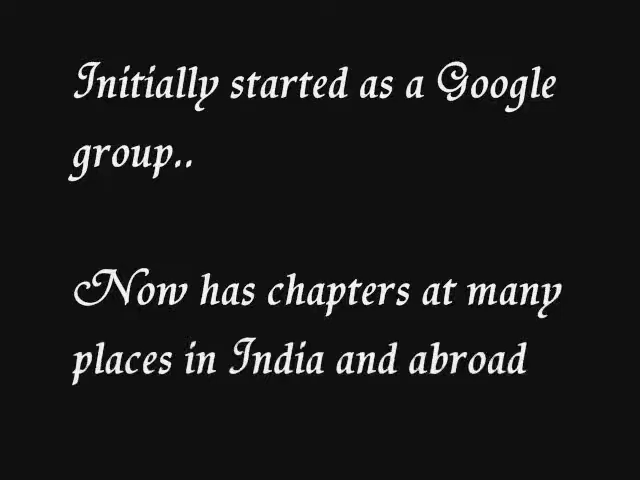 Initially started as a Google
group..
Now has chapters at many
places in India and abroad